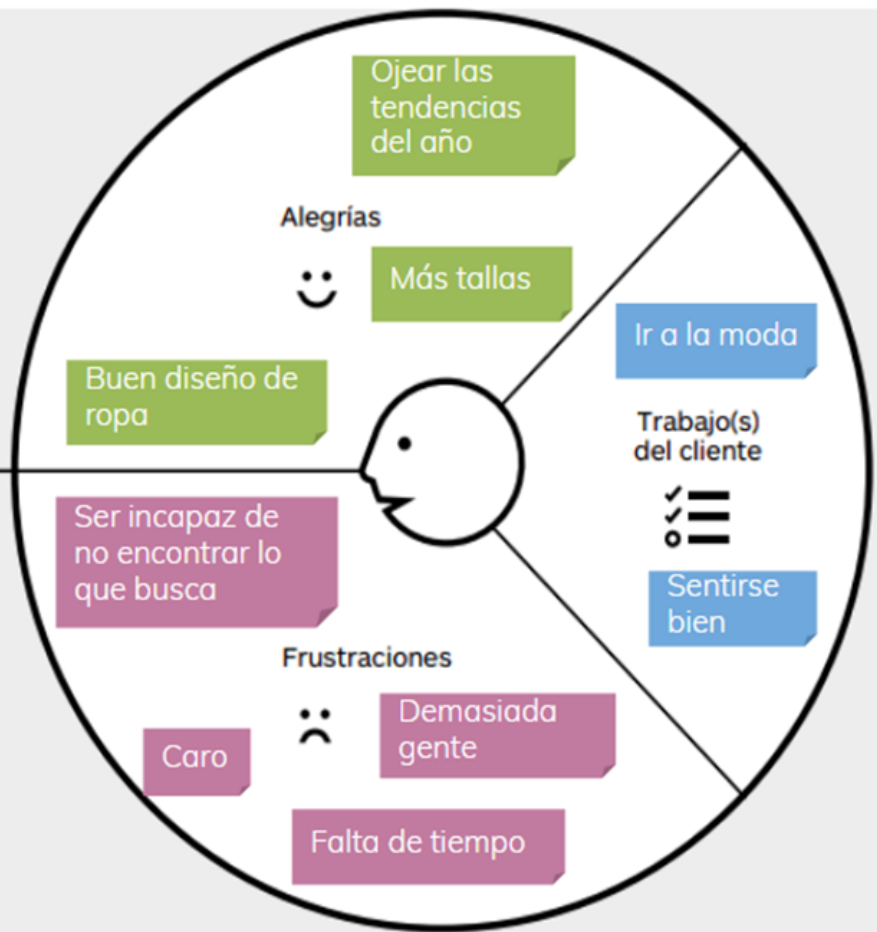 Ojear las
tendencias
del año
Alegrías
Más tallas
Buen diseño de
ropa
Ir a la moda
Trabajo(s)
del cliente
Sentirse
bien
Ser incapaz de
no encontrar lo
que busca
Frustraciones
Demasiada
gente
Caro
Falta de tiempo